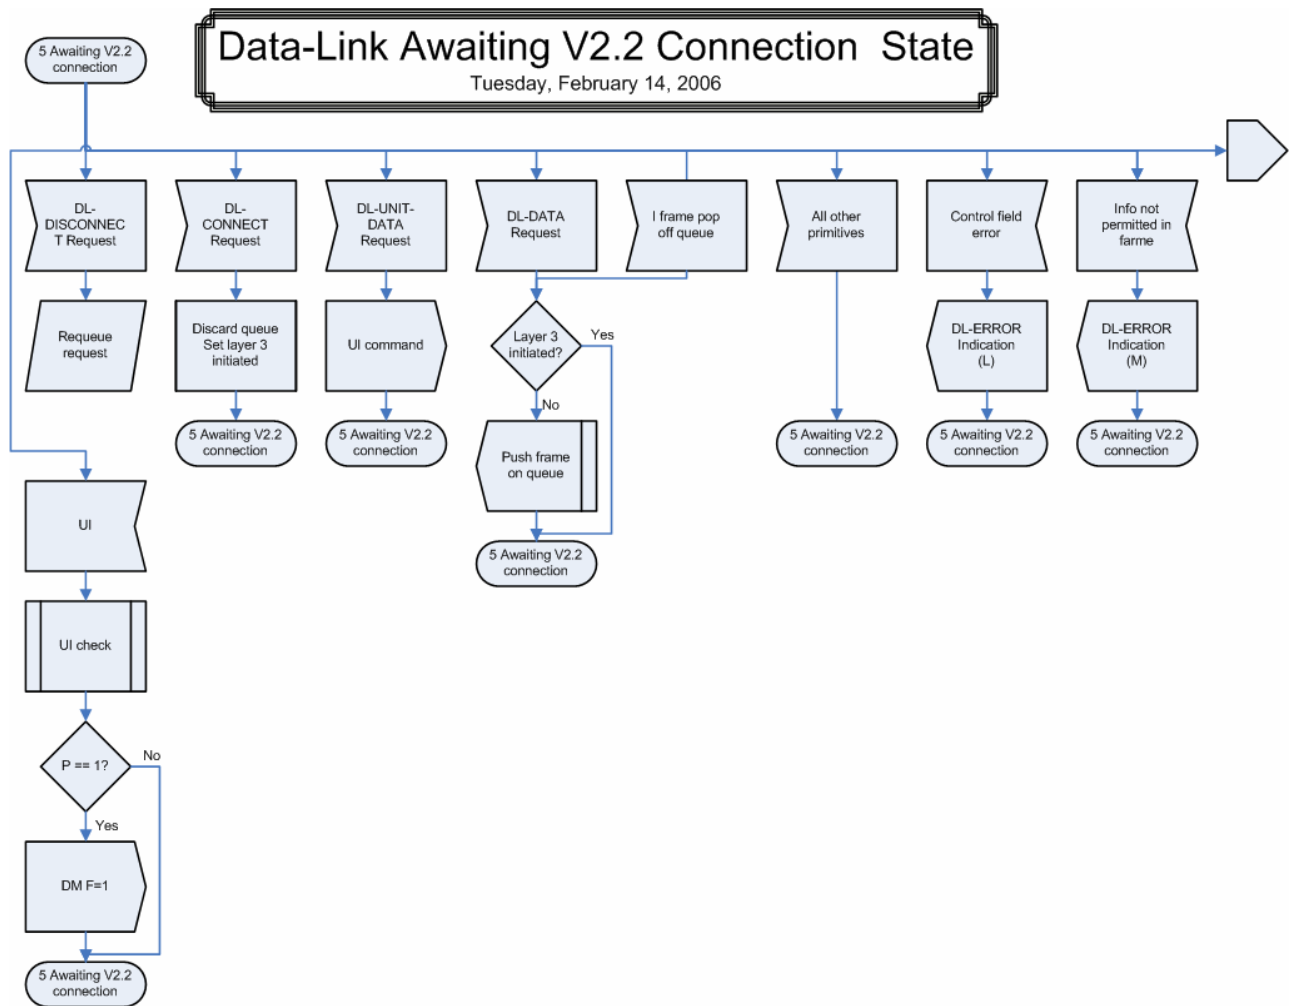 5 Awaiting V2.2
connection
Data-Link Awaiting V2.2 Connection State
Tuesday, February 14, 2006
DL-
DISCONNEC
T Request
DL-
CONNECT
Request
DL-UNIT-
DATA
Request
DL-DATA
Request
I frame pop
off queue
All other
primitives
Control field
error
Info not
permitted in
farme
Requeue
request
Discard queue
Set layer 3
initiated
UI command
Layer 3
initiated?
Yes
No
DL-ERROR
Indication
(L)
DL-ERROR
Indication
(M)
5 Awaiting V2.2
connection
5 Awaiting V2.2
connection
Push frame
on queue
5 Awaiting V2.2
connection
5 Awaiting V2.2
connection
5 Awaiting V2.2
connection
5 Awaiting V2.2
connection
UI
UI check
P == 1?
No
Yes
DM F=1
5 Awaiting V2.2
connection